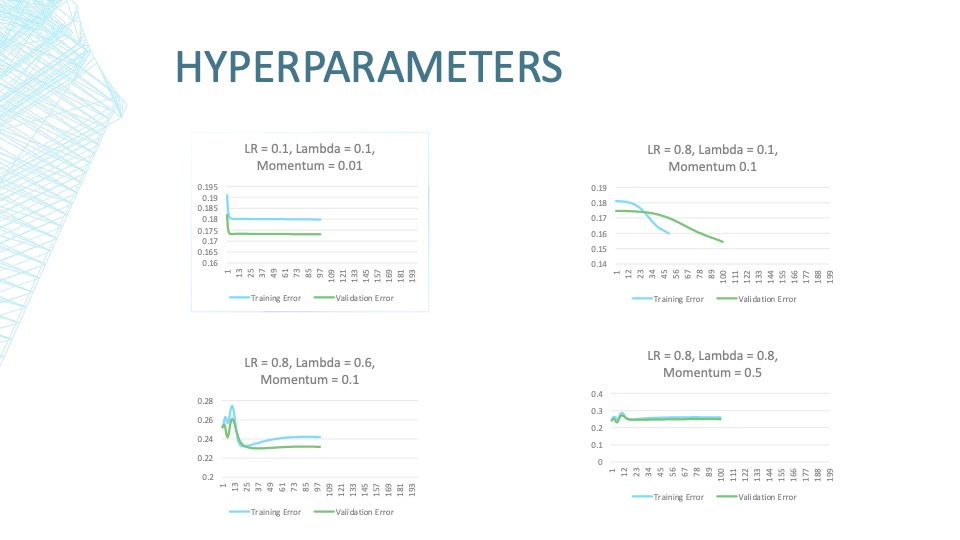 HYPERPARAMETERS
LR = 0.1, Lambda = 0.1,
Momentum = 0.01
0.195
0.19
0.185
0.18
0.175
0.17
0.165
0.16
1 13 25 37 49 61 73 85 97 109 121 133 145 157 169 181 193
Training Error Validation Error
LR = 0.8, Lambda = 0.1,
Momentum 0.1
0.19
0.18
0.17
0.16
0.15
0.14
1 12 23 34 45 56 67 78 89 100 111 122 133 144 155 166 177 188 199
Training Error Validation Error
LR = 0.8, Lambda = 0.6,
Momentum = 0.1
0.28
0.26
0.24
0.22
0.2
1 13 25 37 49 61 73 85 97 109 121 133 145 157 169 181 193
Training Error Validation Error
LR = 0.8, Lambda = 0.8,
Momentum = 0.5
0.4
0.3
0.2
0.1
0
1 12 23 34 45 56 67 78 89 100 111 122 133 144 155 166 177 188 199
Training Error Validation Error